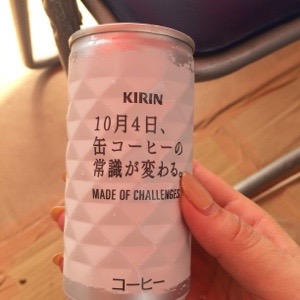 KIRIN
10月4日、
缶コーヒーの
常識が変わる。
MADE OF CHALLENGES.
コーヒー